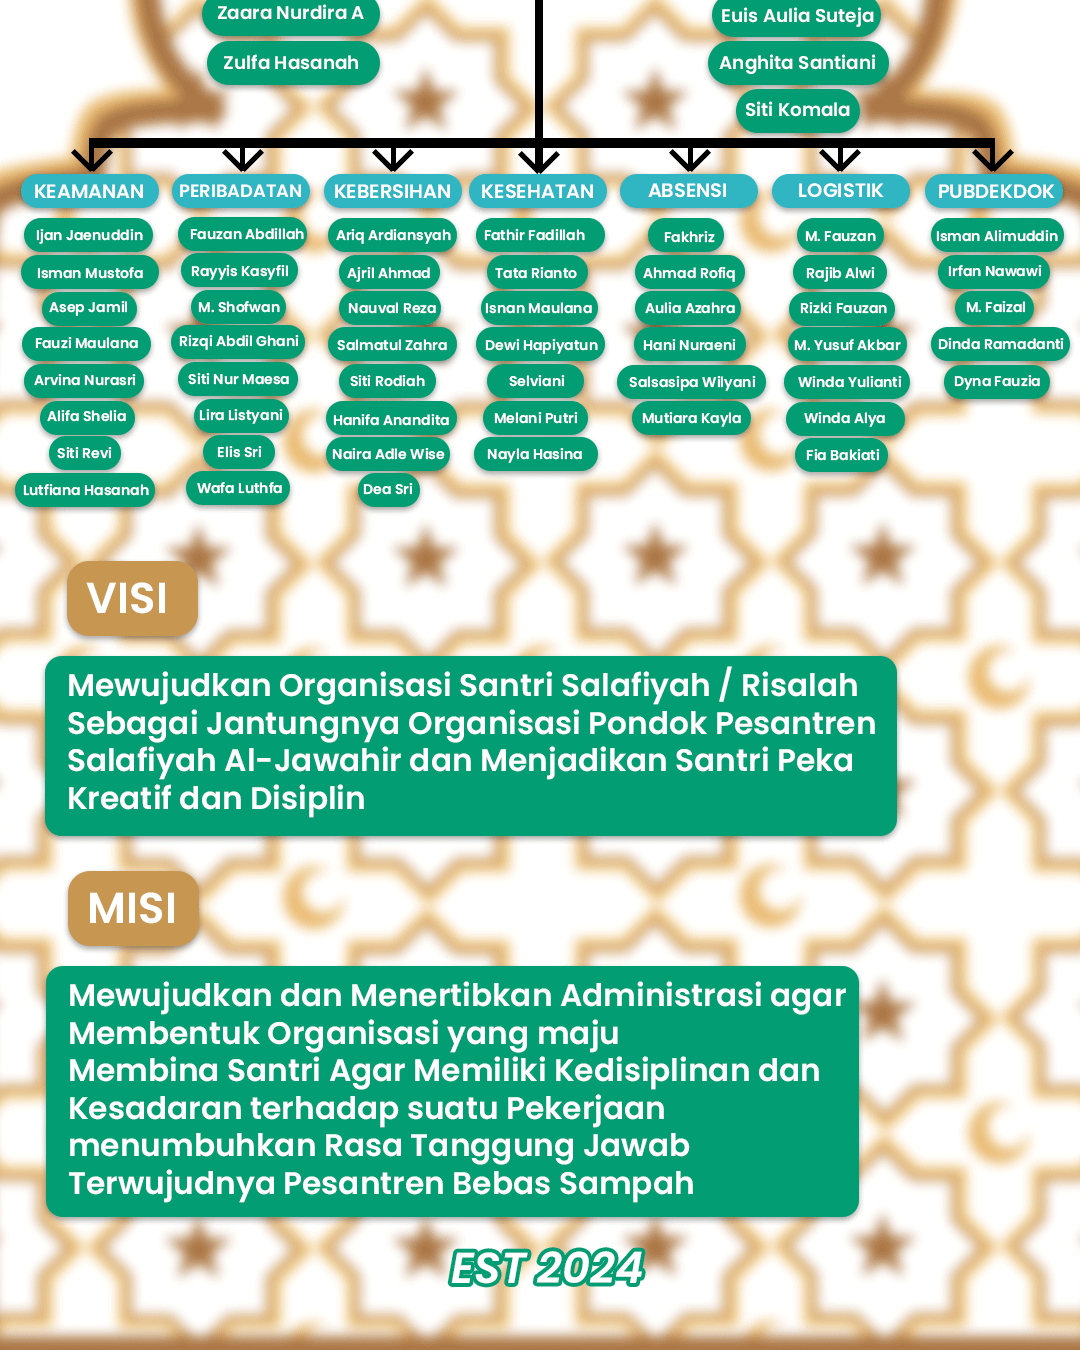 Zaara Nurdira A
Zulfa Hasanah
Euis Aulia Suteja
Anghita Santiani
Siti Komala
KEAMANAN
Ijan Jaenuddin
Isman Mustofa
Asep Jamil
Fauzi Maulana
Arvina Nurasri
Alifa Shelia
Siti Revi
Lutfiana Hasanah
PERIBADATAN
Fauzan Abdillah
Rayyis Kasyfil
M. Shofwan
Rizqi Abdil Ghani
Siti Nur Maesa
Lira Listyani
Elis Sri
Wafa Luthfa
KEBERSIHAN
Ariq Ardiansyah
Ajril Ahmad
Nauval Reza
Salmatul Zahra
Siti Rodiah
Hanifa Anandita
Naira Adle Wise
Dea Sri
KESEHATAN
Fathir Fadillah
Tata Rianto
Isnan Maulana
Dewi Hapiyatun
Selviani
Melani Putri
Nayla Hasina
ABSENSI
Fakhriz
Ahmad Rofiq
Aulia Azahra
Hani Nuraeni
Salsasipa Wilyani
Mutiara Kayla
LOGISTIK
M. Fauzan
Rajib Alwi
Rizki Fauzan
M. Yusuf Akbar
Winda Yulianti
Winda Alya
Fia Bakiati
PUBDEKDOK
Isman Alimuddin
Irfan Nawawi
M. Faizal
Dinda Ramadanti
Dyna Fauzia
VISI
Mewujudkan Organisasi Santri Salafiyah / Risalah
Sebagai Jantungnya Organisasi Pondok Pesantren
Salafiyah Al-Jawahir dan Menjadikan Santri Peka
Kreatif dan Disiplin
MISI
Mewujudkan dan Menertibkan Administrasi agar
Membentuk Organisasi yang maju
Membina Santri Agar Memiliki Kedisiplinan dan
Kesadaran terhadap suatu Pekerjaan
menumbuhkan Rasa Tanggung Jawab
Terwujudnya Pesantren Bebas Sampah
EST 2024